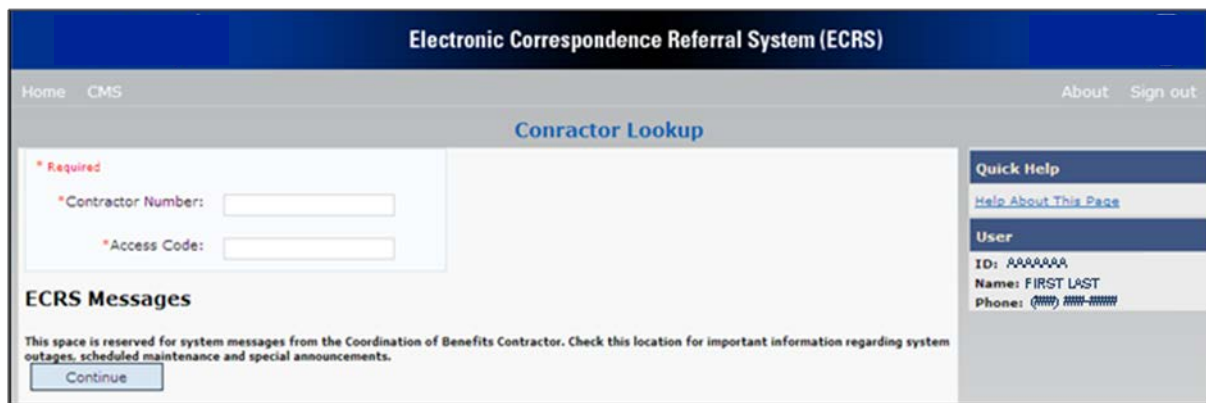 Electronic Correspondence Referral System (ECRS)
Home CMS About Sign out
Conractor Lookup
* Required
*Contractor Number:
*Access Code:
ECRS Messages
This space is reserved for system messages from the Coordination of Benefits Contractor. Check this location for important information regarding system
outages, scheduled maintenance and special announcements.
Continue
Quick Help
Help About This Page
User
ID: AAAAAAA
Name: FIRST LAST
Phone: (###) ###-####